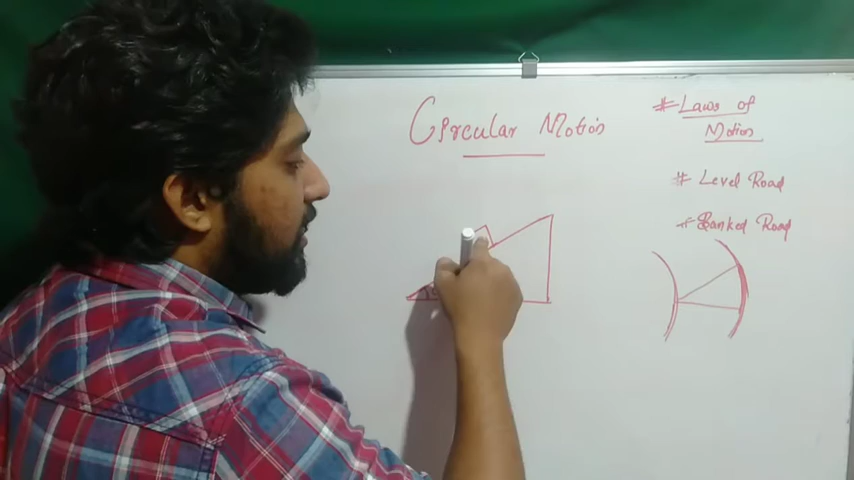 Circular Motion
# Laws of
Motion
# Level Road
# Banked Road